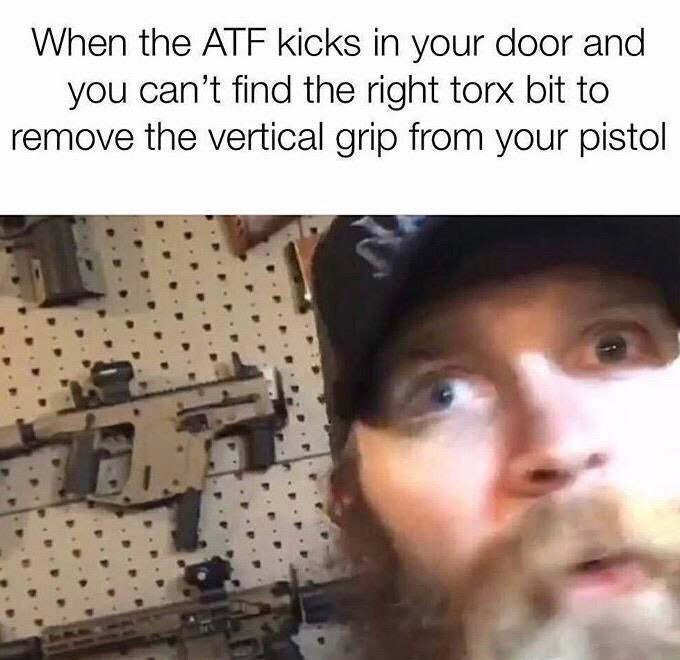 When the ATF kicks in your door and
you can’t find the right torx bit to
remove the vertical grip from your pistol